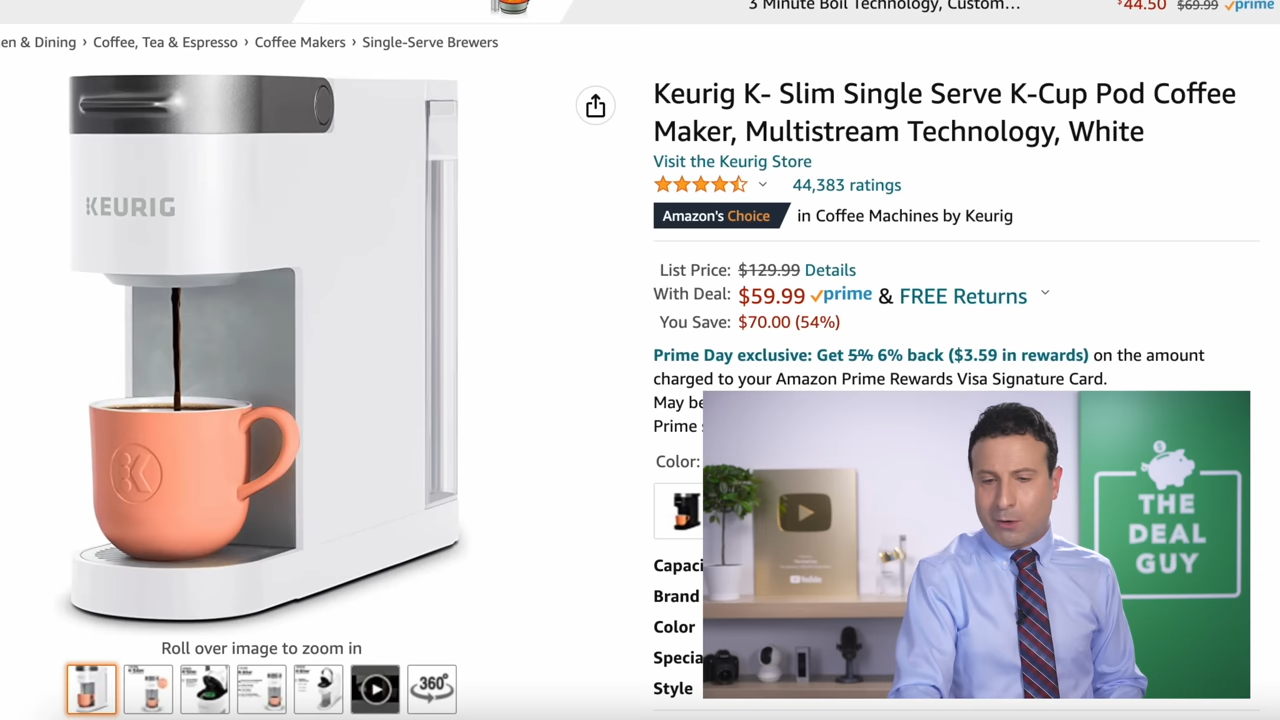 3 Minute Boil Technology, Custom…
$44.50 $69.99 prime
en & Dining › Coffee, Tea & Espresso › Coffee Makers › Single-Serve Brewers
KEURIG
Keurig K- Slim Single Serve K-Cup Pod Coffee
Maker, Multistream Technology, White
Visit the Keurig Store
44,383 ratings
Amazon's Choice in Coffee Machines by Keurig
List Price: $129.99 Details
With Deal: $59.99 prime & FREE Returns
You Save: $70.00 (54%)
Prime Day exclusive: Get 5% 6% back ($3.59 in rewards) on the amount
charged to your Amazon Prime Rewards Visa Signature Card.
May be
Prime
Color:
Capaci
Brand
Color
Specia
Style
K
THE
DEAL
GUY
YouTube
Roll over image to zoom in
360°